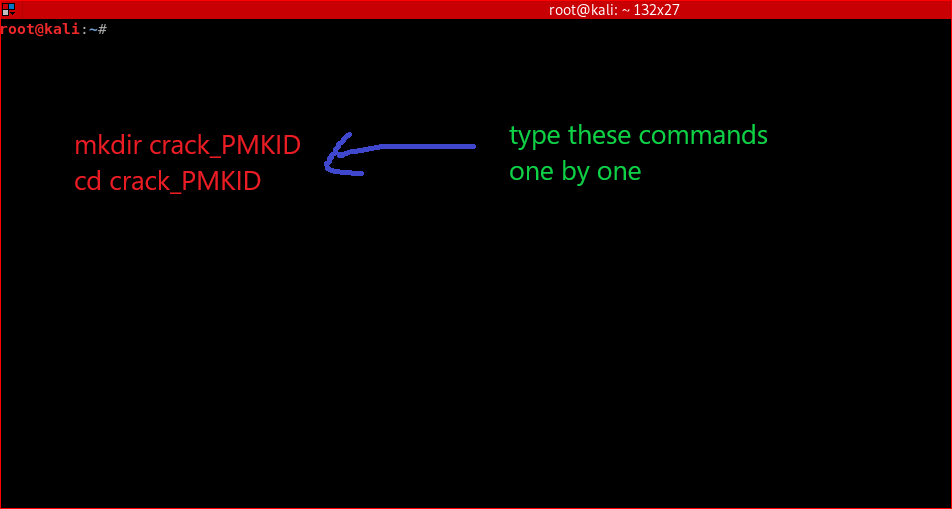 root@kali: ~ 132x27
root@kali:~#
mkdir crack_PMKID
cd crack_PMKID
type these commands
one by one